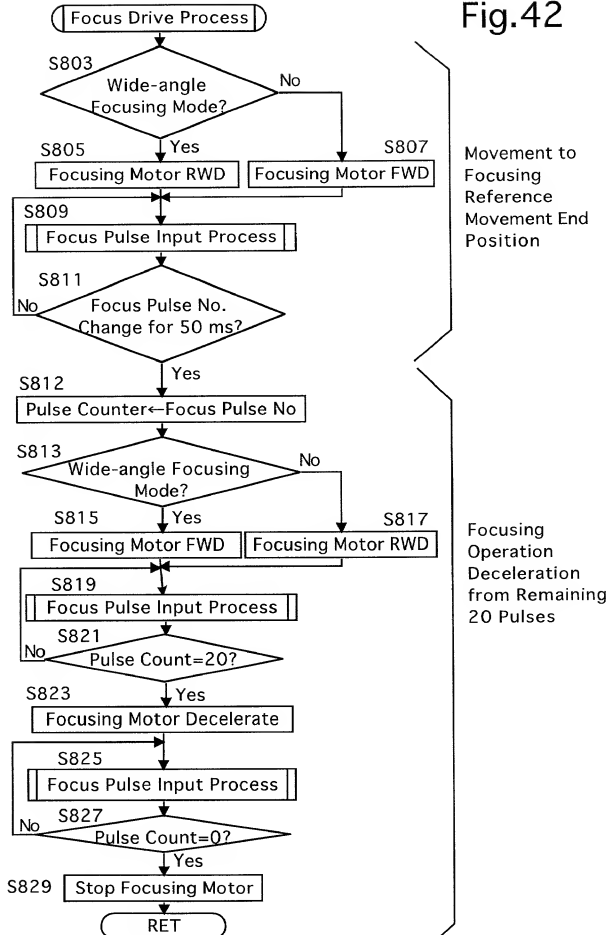 Fig.42
Focus Drive Process
S803
Wide-angle
Focusing Mode?
No
Yes
S805
Focusing Motor RWD
S807
Focusing Motor FWD
Movement to
Focusing
Reference
Movement End
Position
S809
Focus Pulse Input Process
S811
Focus Pulse No.
Change for 50 ms?
No
Yes
S812
Pulse Counter←Focus Pulse No
S813
Wide-angle Focusing
Mode?
No
Yes
S815
Focusing Motor FWD
S817
Focusing Motor RWD
Focusing
Operation
Deceleration
from Remaining
20 Pulses
S819
Focus Pulse Input Process
S821
Pulse Count=20?
No
Yes
S823
Focusing Motor Decelerate
S825
Focus Pulse Input Process
S827
Pulse Count=0?
No
Yes
S829
Stop Focusing Motor
RET